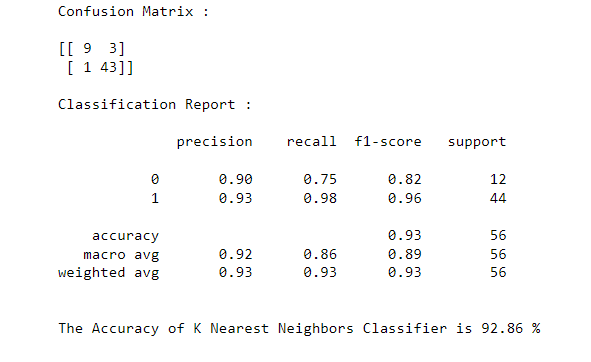 Confusion Matrix :
[[ 9  3]
 [ 1 43]]
Classification Report :
precision    recall  f1-score   support
0       0.90      0.75      0.82        12
1       0.93      0.98      0.96        44
accuracy                           0.93        56
macro avg       0.92      0.86      0.89        56
weighted avg       0.93      0.93      0.93        56
The Accuracy of K Nearest Neighbors Classifier is 92.86 %